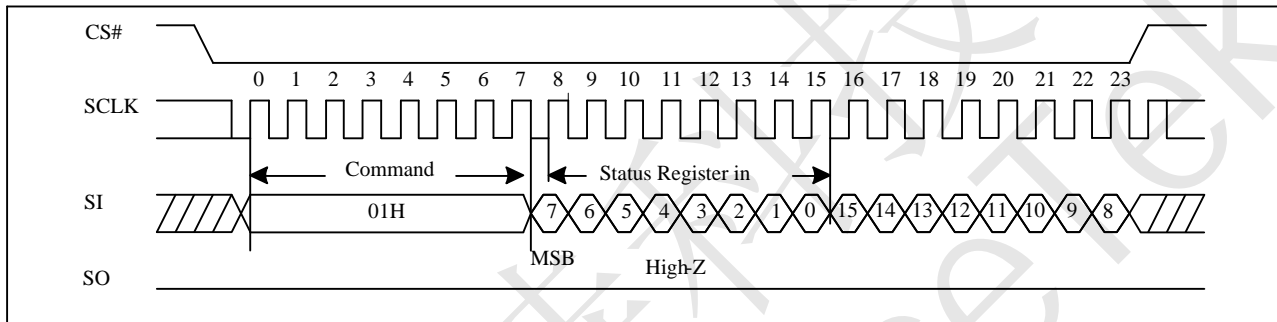 CS#
0 1 2 3 4 5 6 7 8 9 10 11 12 13 14 15 16 17 18 19 20 21 22 23
SCLK
Command Status Register in
SI 01H 7 6 5 4 3 2 1 0 15 14 13 12 11 10 9 8
MSB High-Z
SO